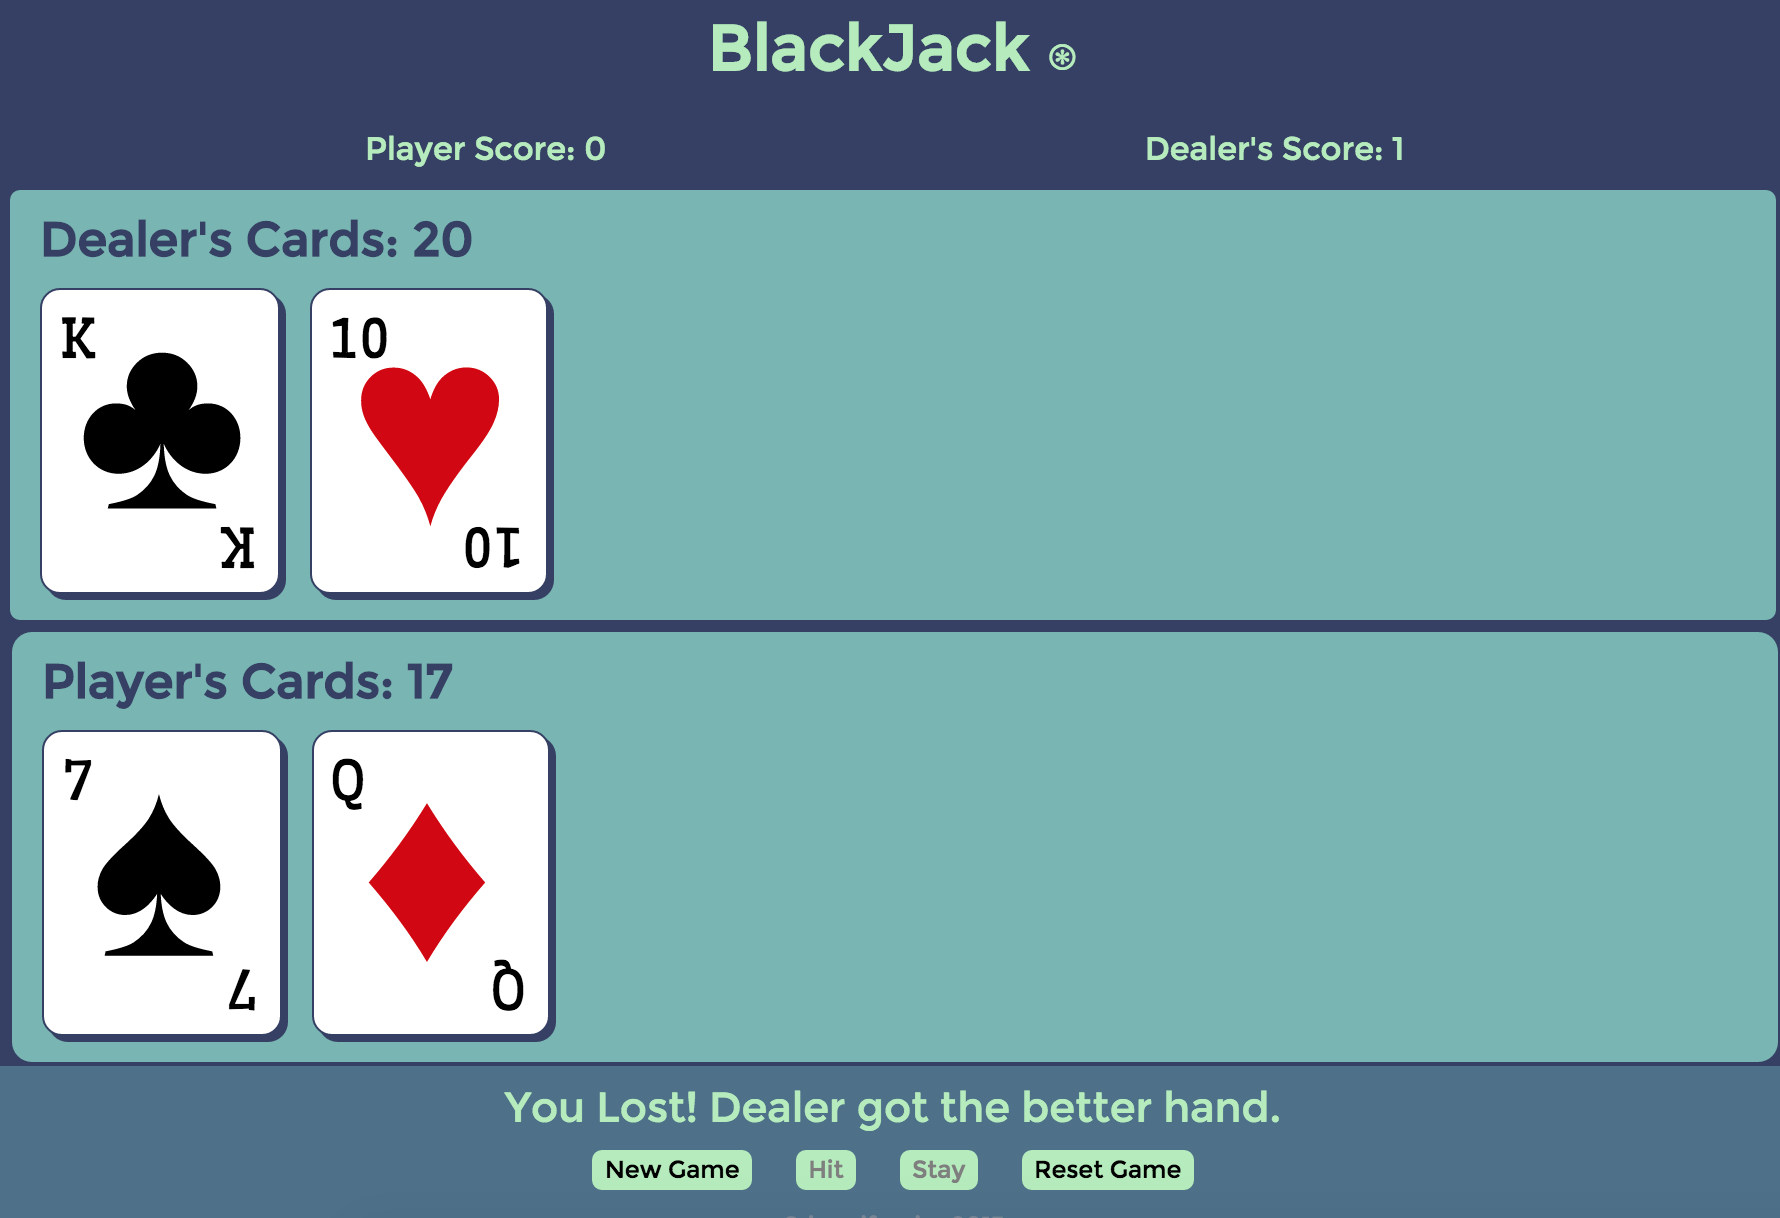 BlackJack
Player Score: 0
Dealer's Score: 1
Dealer's Cards: 20
K
K
10
10
Player's Cards: 17
7
7
Q
Q
You Lost! Dealer got the better hand.
New Game
Hit
Stay
Reset Game